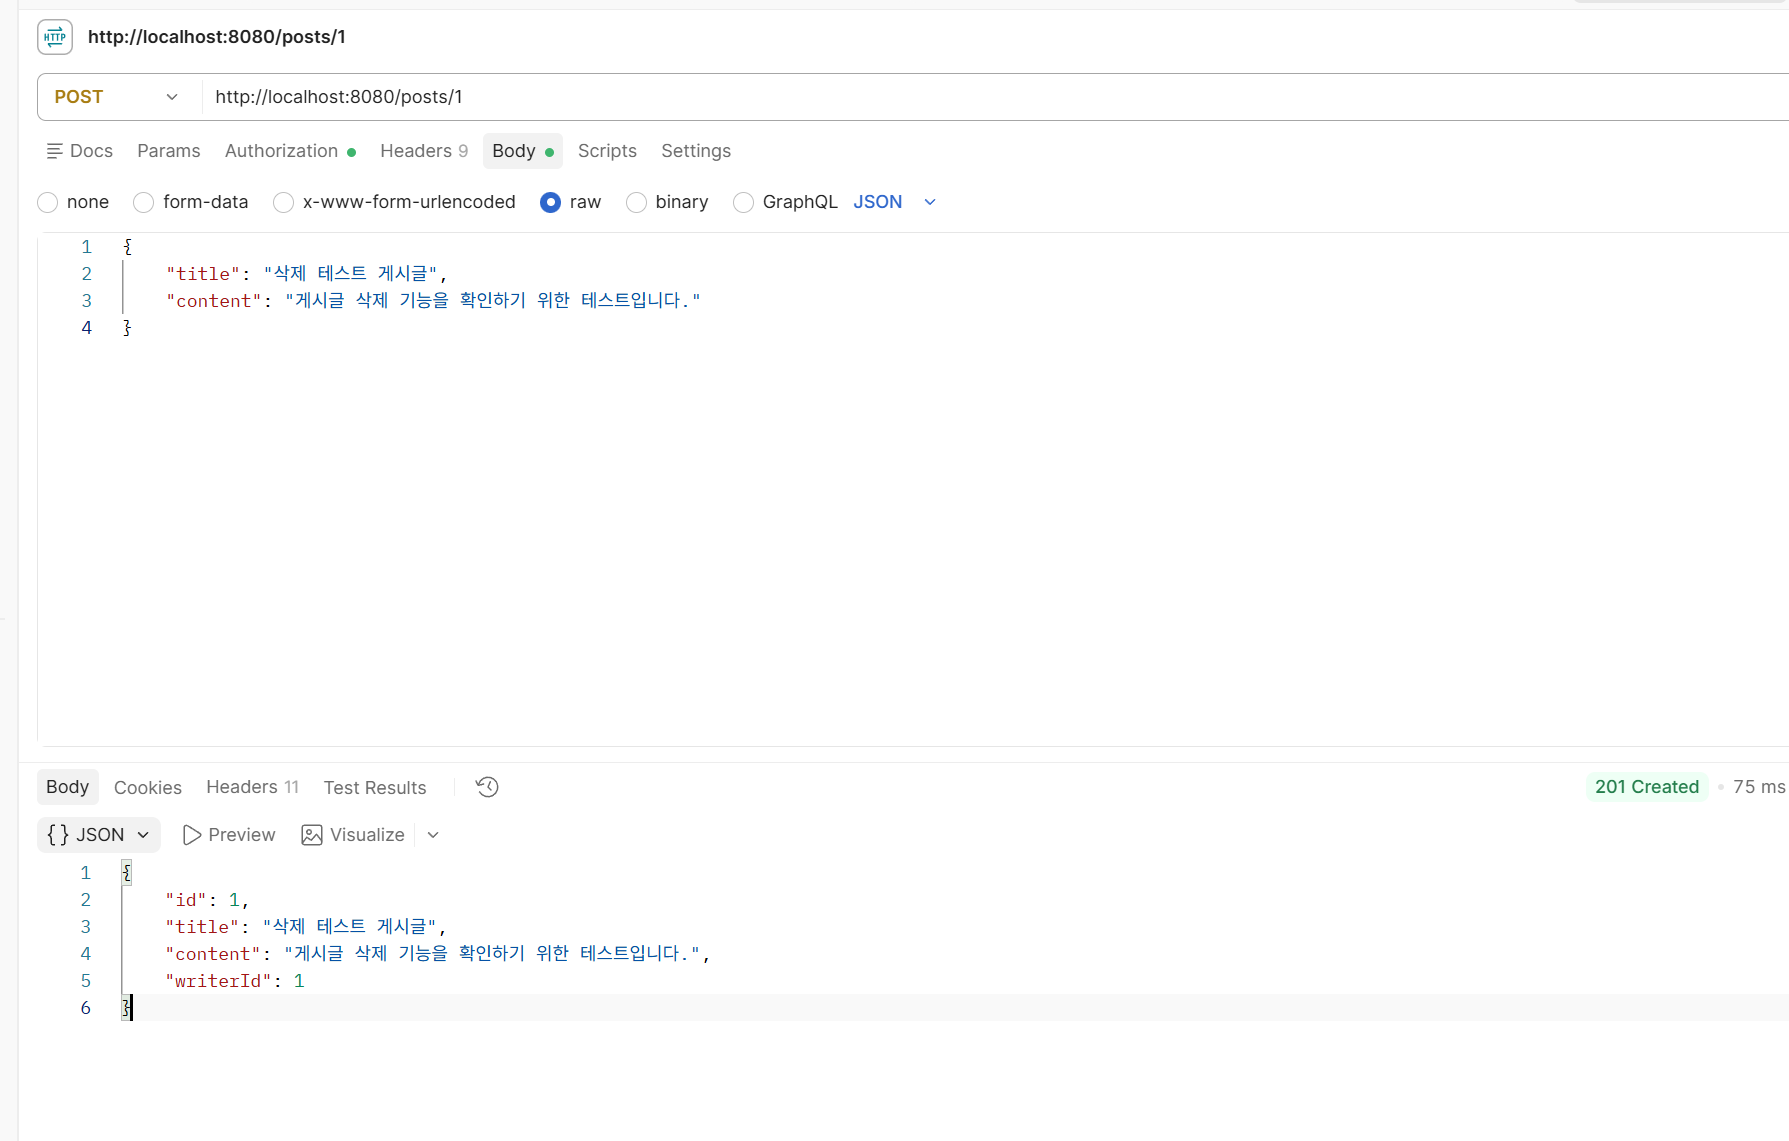 HTTP http://localhost:8080/posts/1
POST http://localhost:8080/posts/1
Docs Params Authorization Headers 9 Body Scripts Settings
none form-data x-www-form-urlencoded raw binary GraphQL JSON
1 {
2 "title": "삭제 테스트 게시글",
3 "content": "게시글 삭제 기능을 확인하기 위한 테스트입니다."
4 }
Body Cookies Headers 11 Test Results 201 Created • 75 ms
{} JSON Preview Visualize
1 {
2 "id": 1,
3 "title": "삭제 테스트 게시글",
4 "content": "게시글 삭제 기능을 확인하기 위한 테스트입니다.",
5 "writerId": 1
6 }